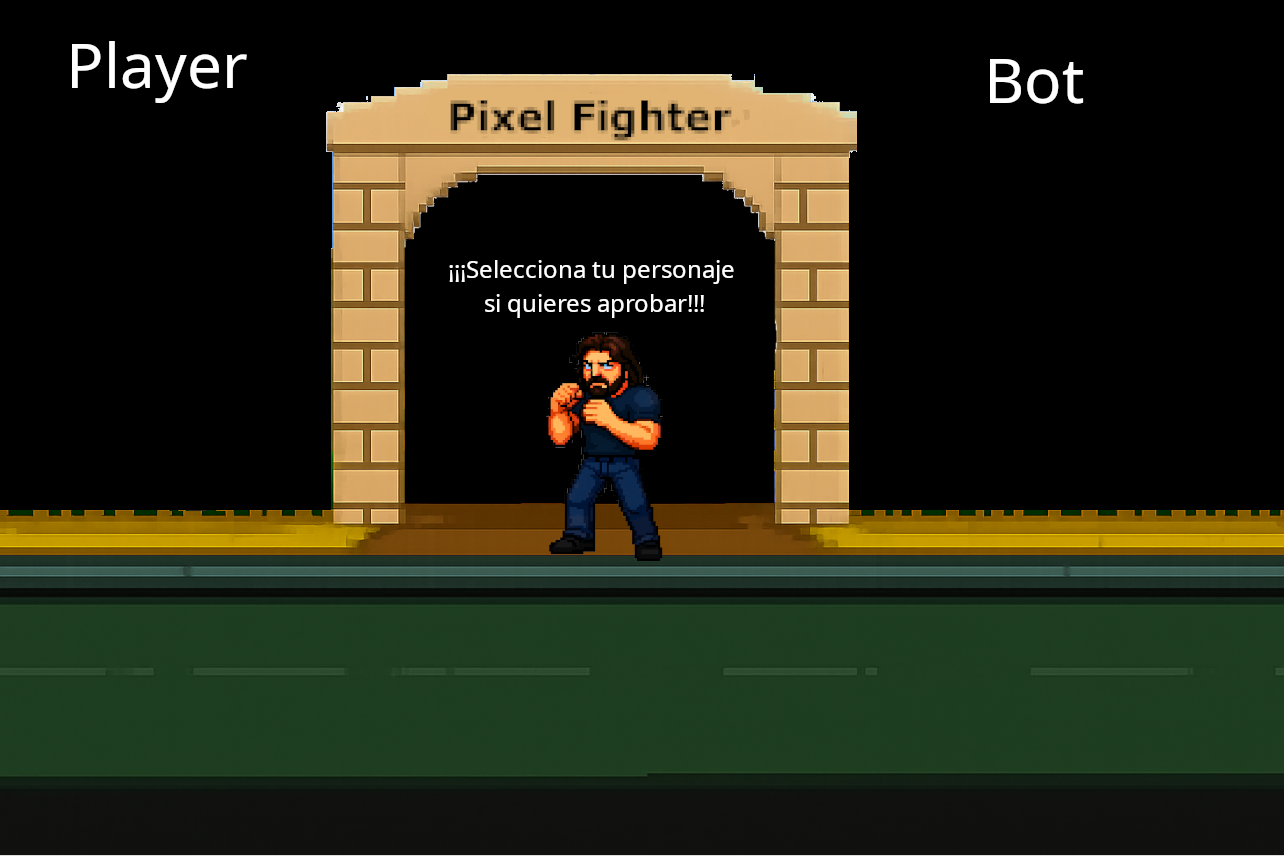 Player
Bot
Pixel Fighter
¡¡¡Selecciona tu personaje
si quieres aprobar!!!